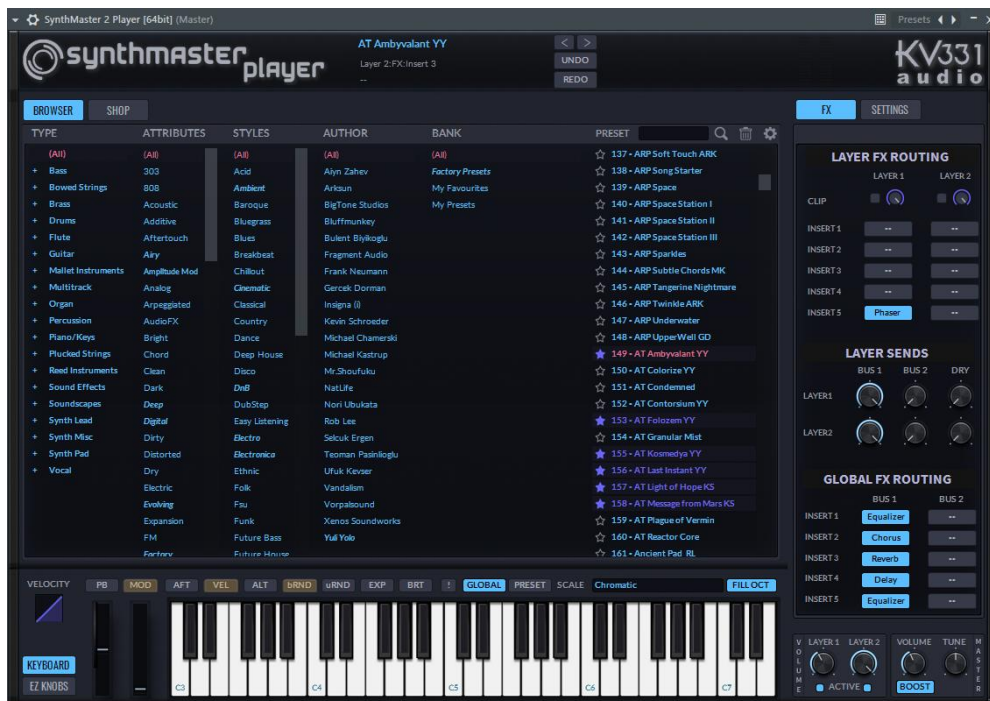 SynthMaster 2 Player [64bit] (Master) Presets
synthmaster player
AT Ambyvalant YY
Layer 2:FX:Insert 3
--
< >
UNDO
REDO
KV331
audio
BROWSER SHOP
FX SETTINGS
TYPE ATTRIBUTES STYLES AUTHOR BANK PRESET
(All) (All) (All) (All) (All) 137 - ARP Soft Touch ARK
+ Bass 303 Acid Aiyn Zahev Factory Presets 138 - ARP Song Starter
+ Bowed Strings 808 Ambient Arksun My Favourites 139 - ARP Space
+ Brass Acoustic Baroque BigTone Studios My Presets 140 - ARP Space Station I
+ Drums Additive Bluegrass Bluffmunkey 141 - ARP Space Station II
+ Flute Aftertouch Blues Bulent Biyikoglu 142 - ARP Space Station III
+ Guitar Airy Breakbeat Fragment Audio 143 - ARP Sparkles
+ Mallet Instruments Amplitude Mod Chillout Frank Neumann 144 - ARP Subtle Chords MK
+ Multitrack Analog Cinematic Gercek Dorman 145 - ARP Tangerine Nightmare
+ Organ Arpeggiated Classical Insigna (i) 146 - ARP Twinkle ARK
+ Percussion AudioFX Country Kevin Schroeder 147 - ARP Underwater
+ Piano/Keys Bright Dance Michael Chamerski 148 - ARP UpperWell GD
+ Plucked Strings Chord Deep House Michael Kastrup 149 - AT Ambyvalant YY
+ Reed Instruments Clean Disco Mr.Shoufuku 150 - AT Colorize YY
+ Sound Effects Dark DnB NatLife 151 - AT Condemned
+ Soundscapes Deep DubStep Nori Ubukata 152 - AT Contorsium YY
+ Synth Lead Digital Easy Listening Rob Lee 153 - AT Folozem YY
+ Synth Misc Dirty Electro Selcuk Ergen 154 - AT Granular Mist
+ Synth Pad Distorted Electronica Teoman Pasinlioglu 155 - AT Kosmedya YY
+ Vocal Dry Ethnic Ufuk Kevser 156 - AT Last Instant YY
Electric Folk Vandalism 157 - AT Light of Hope KS
Evolving Fsu Vorpalsound 158 - AT Message from Mars KS
Expansion Funk Xenos Soundworks 159 - AT Plague of Vermin
FM Future Bass Yuli Yolo 160 - AT Reactor Core
Factory Future House 161 - Ancient Pad RL
LAYER FX ROUTING
LAYER 1 LAYER 2
CLIP
INSERT 1 -- --
INSERT 2 -- --
INSERT 3 -- --
INSERT 4 -- --
INSERT 5 Phaser --
LAYER SENDS
BUS 1 BUS 2 DRY
LAYER1
LAYER2
GLOBAL FX ROUTING
BUS 1 BUS 2
INSERT 1 Equalizer --
INSERT 2 Chorus --
INSERT 3 Reverb --
INSERT 4 Delay --
INSERT 5 Equalizer --
VELOCITY PB MOD AFT VEL ALT bRND uRND EXP BRT ! GLOBAL PRESET SCALE Chromatic FILL OCT
KEYBOARD
EZ KNOBS
C3 C4 C5 C6 C7
VOLUME LAYER 1 LAYER 2 ACTIVE
VOLUME TUNE MASTER
BOOST